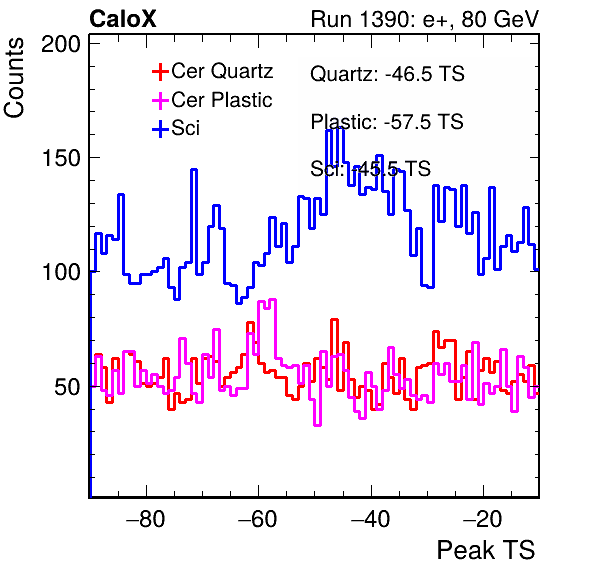 CaloX Run 1390: e+, 80 GeV
Counts
200
150
100
50
Cer Quartz
Cer Plastic
Sci
Quartz: -46.5 TS
Plastic: -57.5 TS
Sci: -45.5 TS
−80 −60 −40 −20
Peak TS